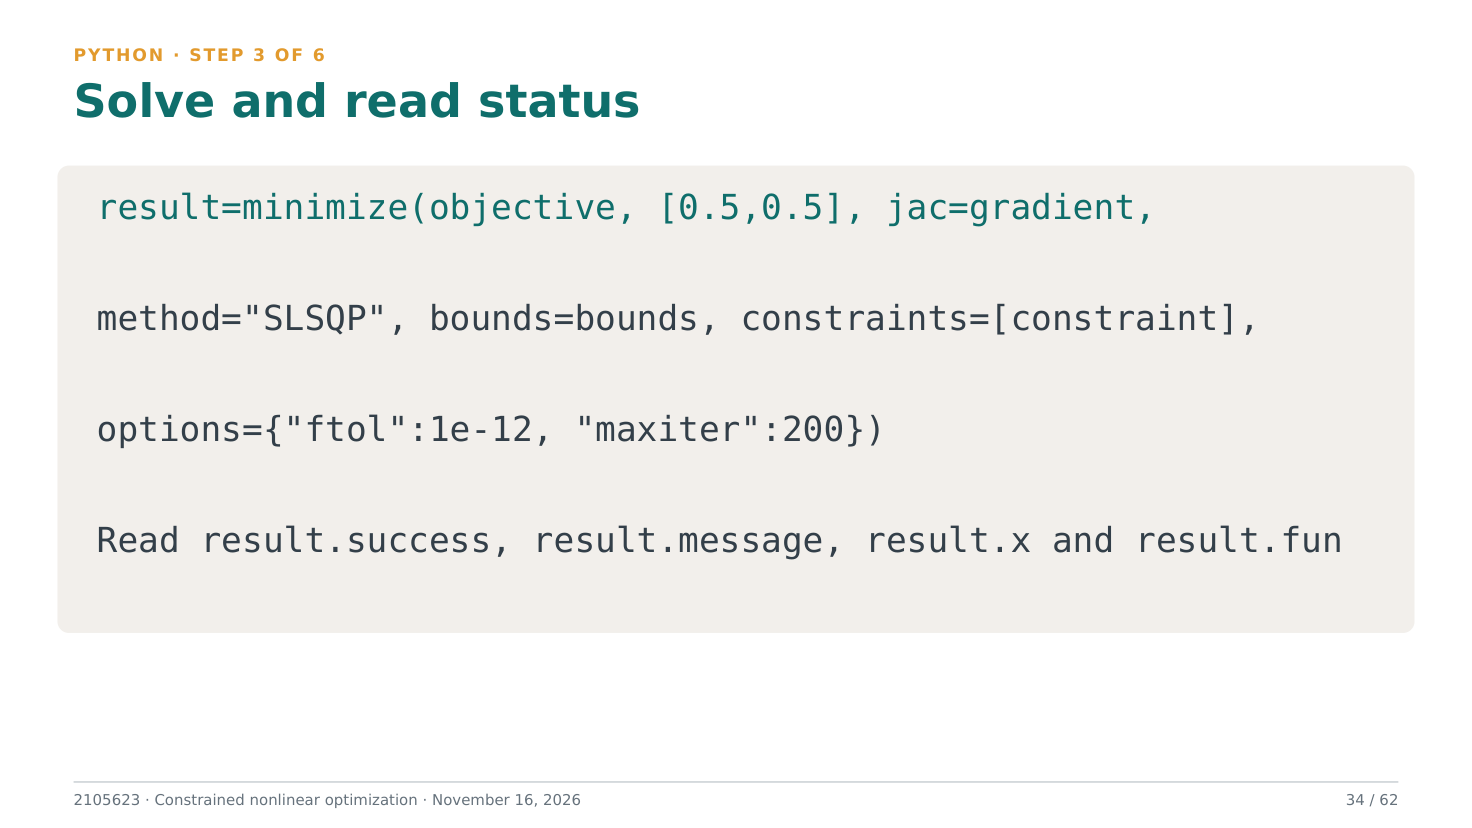 PYTHON · STEP 3 OF 6
Solve and read status
result=minimize(objective, [0.5,0.5], jac=gradient,
method="SLSQP", bounds=bounds, constraints=[constraint],
options={"ftol":1e-12, "maxiter":200})
Read result.success, result.message, result.x and result.fun
2105623 · Constrained nonlinear optimization · November 16, 2026
34 / 62